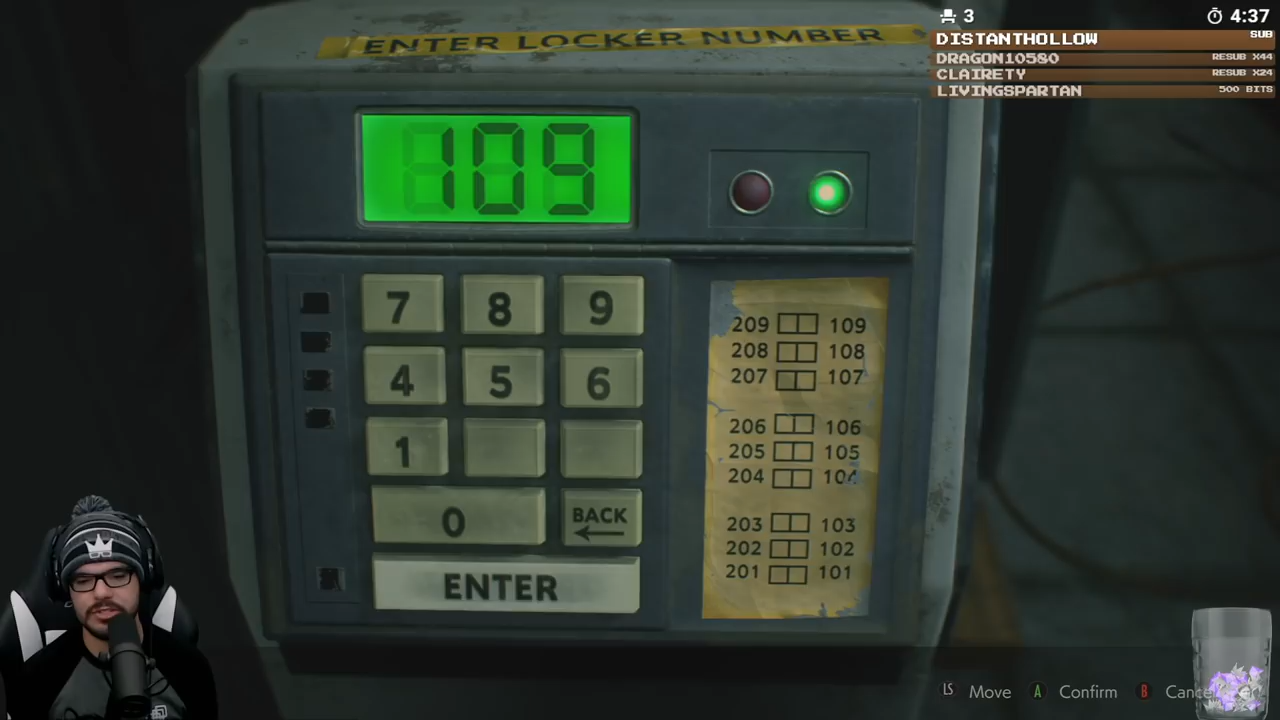 3
4:37
DISTANTHOLLOW SUB
DRAGON10580 RESUB X44
CLAIRETY RESUB X24
LIVINGSPARTAN 500 BITS
ENTER LOCKER NUMBER
109
7 8 9
4 5 6
1
0 BACK
ENTER
209 109
208 108
207 107
206 106
205 105
204 104
203 103
202 102
201 101
LS Move A Confirm B Cance